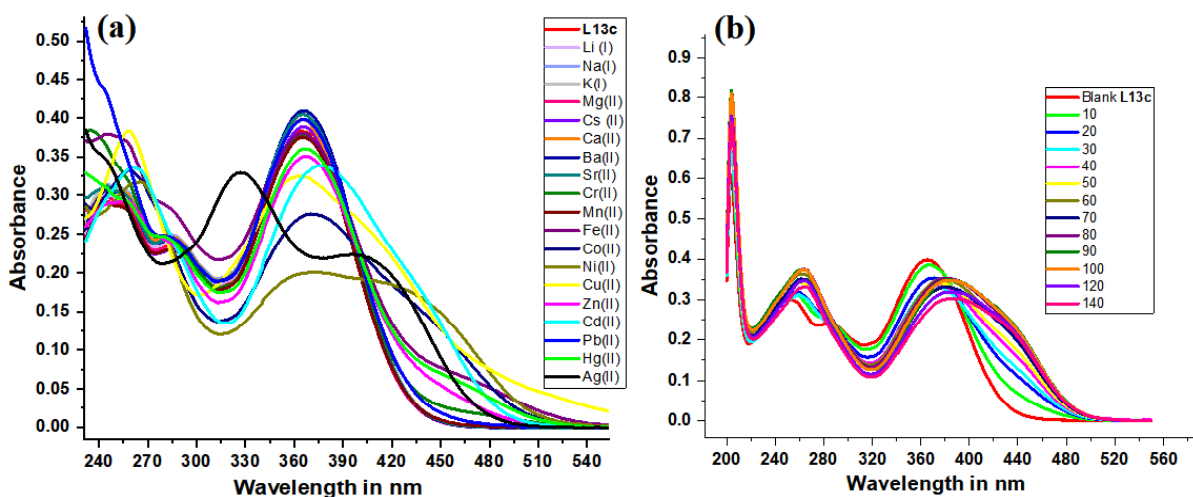 (a)
Absorbance
0.50
0.45
0.40
0.35
0.30
0.25
0.20
0.15
0.10
0.05
0.00
240 270 300 330 360 390 420 450 480 510 540
Wavelength in nm
L13c
Li (I)
Na(I)
K(I)
Mg(II)
Cs (II)
Ca(II)
Ba(II)
Sr(II)
Cr(II)
Mn(II)
Fe(II)
Co(II)
Ni(II)
Cu(II)
Zn(II)
Cd(II)
Pb(II)
Hg(II)
Ag(II)
(b)
Absorbance
0.9
0.8
0.7
0.6
0.5
0.4
0.3
0.2
0.1
0.0
200 240 280 320 360 400 440 480 520 560
Wavelength in nm
Blank L13c
10
20
30
40
50
60
70
80
90
100
120
140